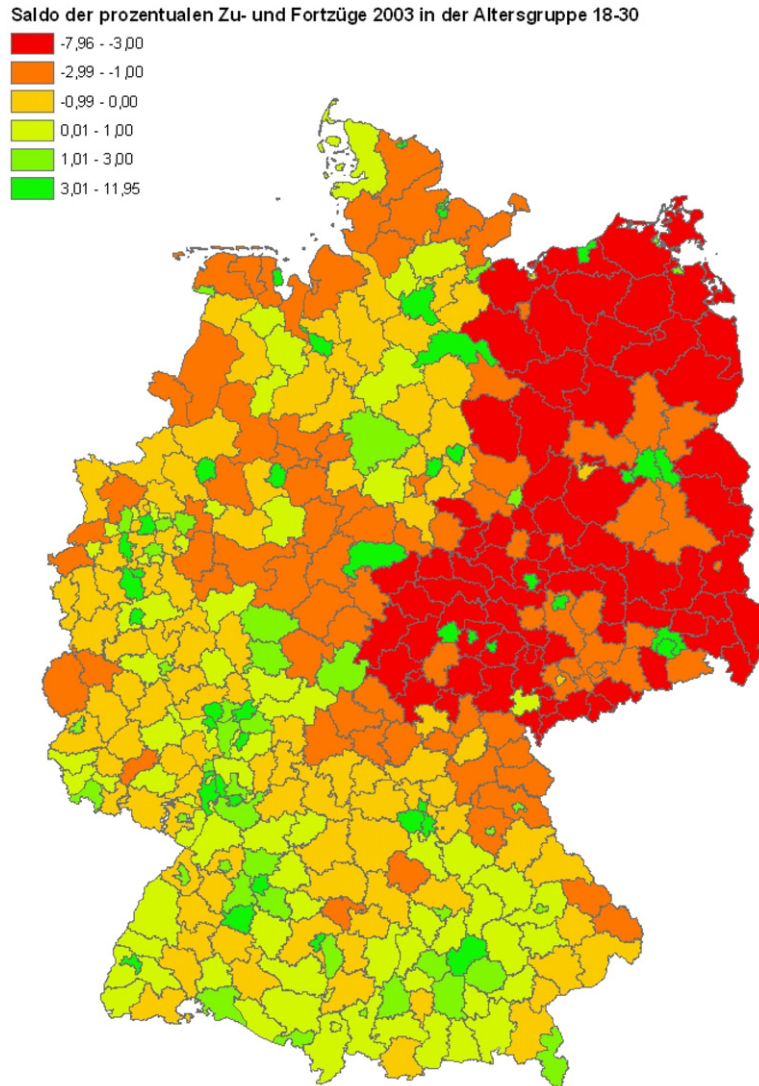 Saldo der prozentualen Zu- und Fortzüge 2003 in der Altersgruppe 18-30
-7,96 - -3,00
-2,99 - -1,00
-0,99 - 0,00
0,01 - 1,00
1,01 - 3,00
3,01 - 11,95